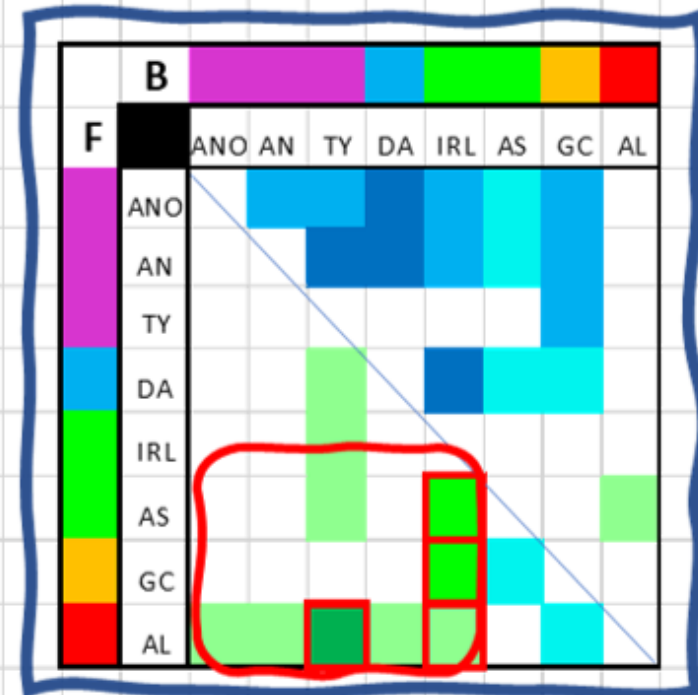 B
F
ANO AN TY DA IRL AS GC AL
ANO
AN
TY
DA
IRL
AS
GC
AL